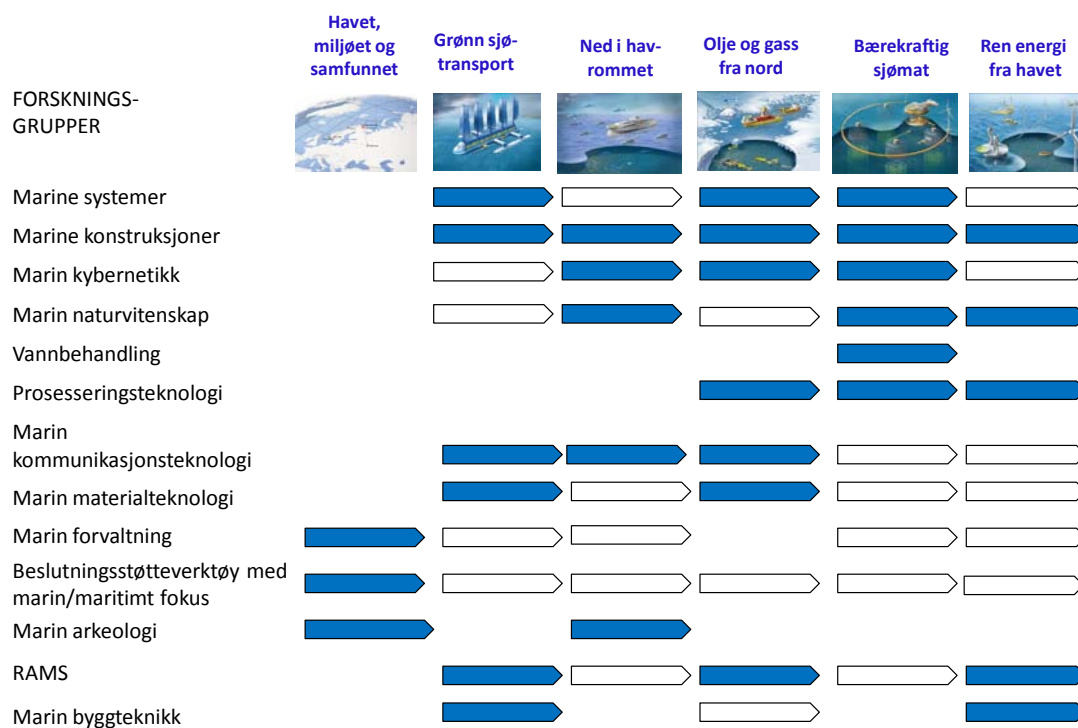 Havet,
miljøet og
samfunnet
Grønn sjø-
transport
Ned i hav-
rommet
Olje og gass
fra nord
Bærekraftig
sjømat
Ren energi
fra havet
FORSKNINGS-
GRUPPER
Marine systemer
Marine konstruksjoner
Marin kybernetikk
Marin naturvitenskap
Vannbehandling
Prosesseringsteknologi
Marin
kommunikasjonsteknologi
Marin materialteknologi
Marin forvaltning
Beslutningsstøtteverktøy med
marin/maritimt fokus
Marin arkeologi
RAMS
Marin byggteknikk